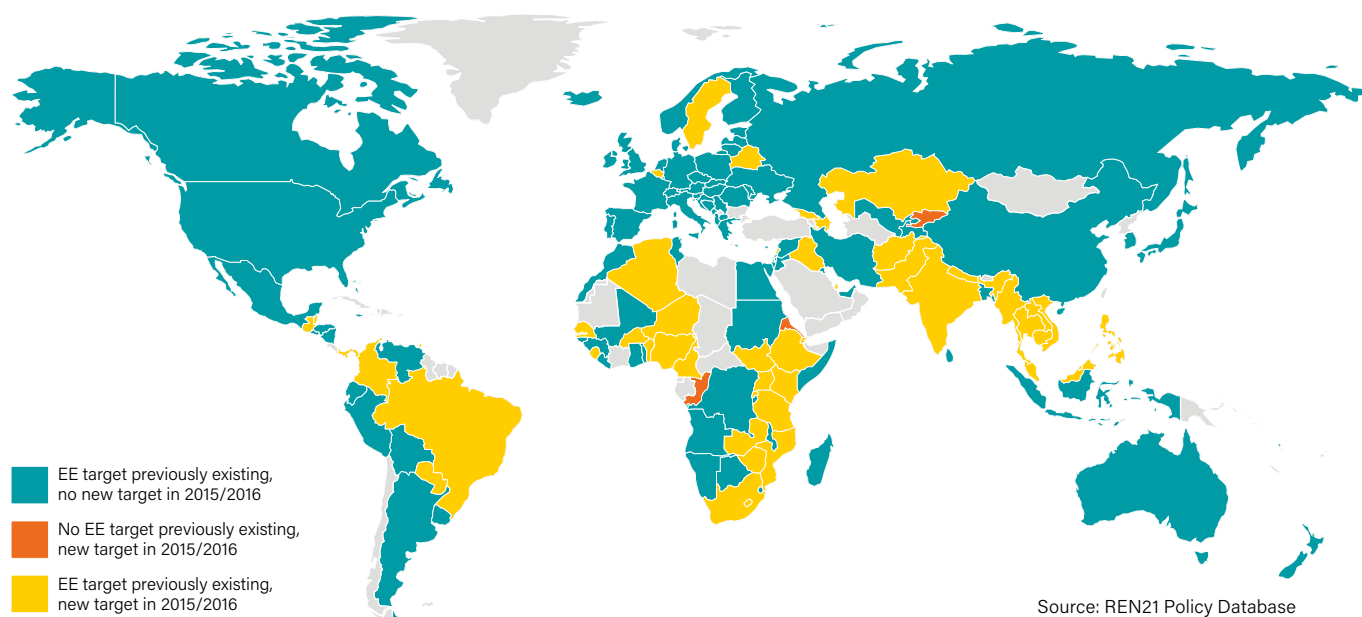 EE target previously existing,
no new target in 2015/2016
No EE target previously existing,
new target in 2015/2016
EE target previously existing,
new target in 2015/2016
Source: REN21 Policy Database